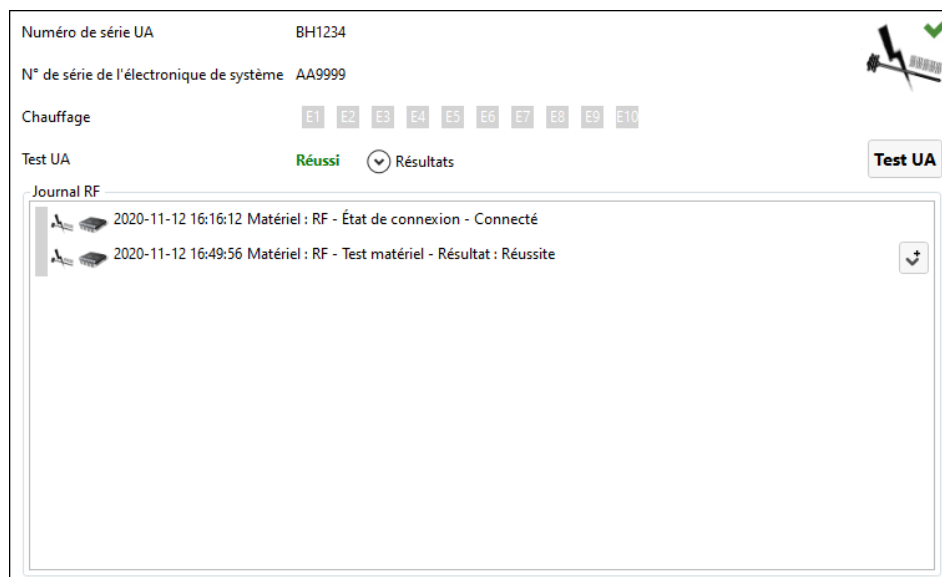 Numéro de série UA BH1234
N° de série de l'électronique de système AA9999
Chauffage E1 E2 E3 E4 E5 E6 E7 E8 E9 E10
Test UA Réussi Résultats Test UA
Journal RF
2020-11-12 16:16:12 Matériel : RF - État de connexion - Connecté
2020-11-12 16:49:56 Matériel : RF - Test matériel - Résultat : Réussite